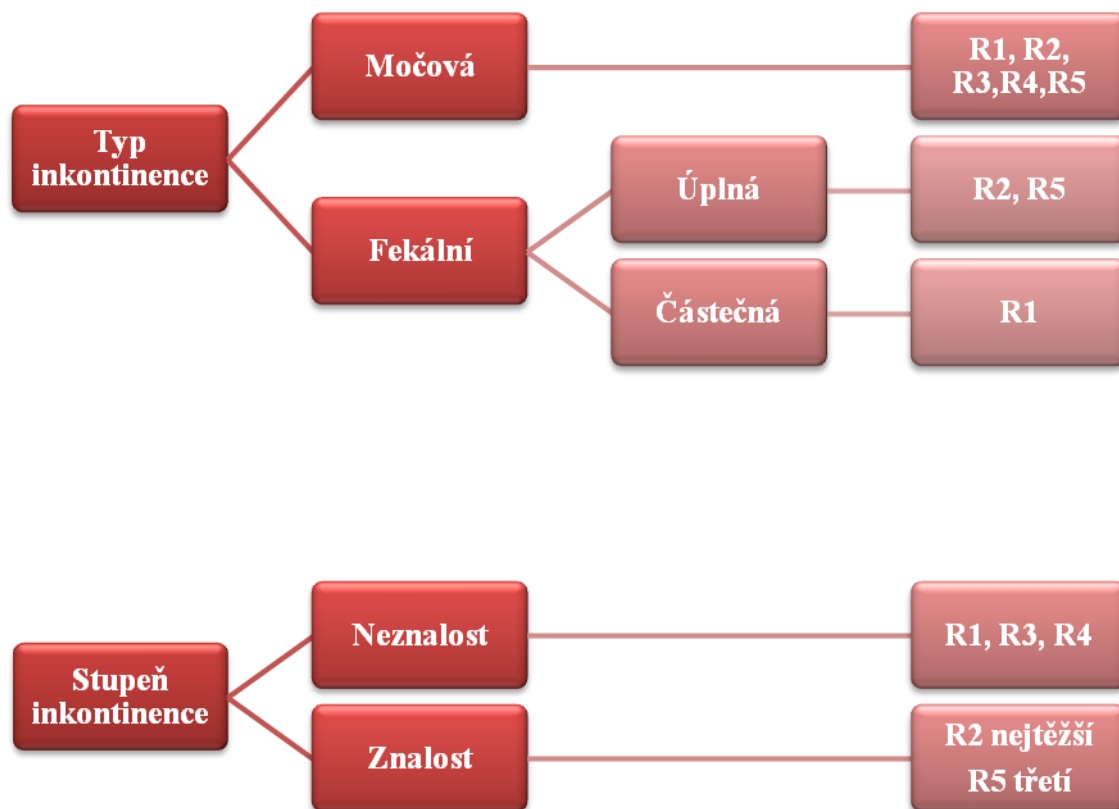 Typ
inkontinence
Močová
R1, R2,
R3,R4,R5
Fekální
Úplná
R2, R5
Částečná
R1
Stupeň
inkontinence
Neznalost
R1, R3, R4
Znalost
R2 nejtěžší
R5 třetí